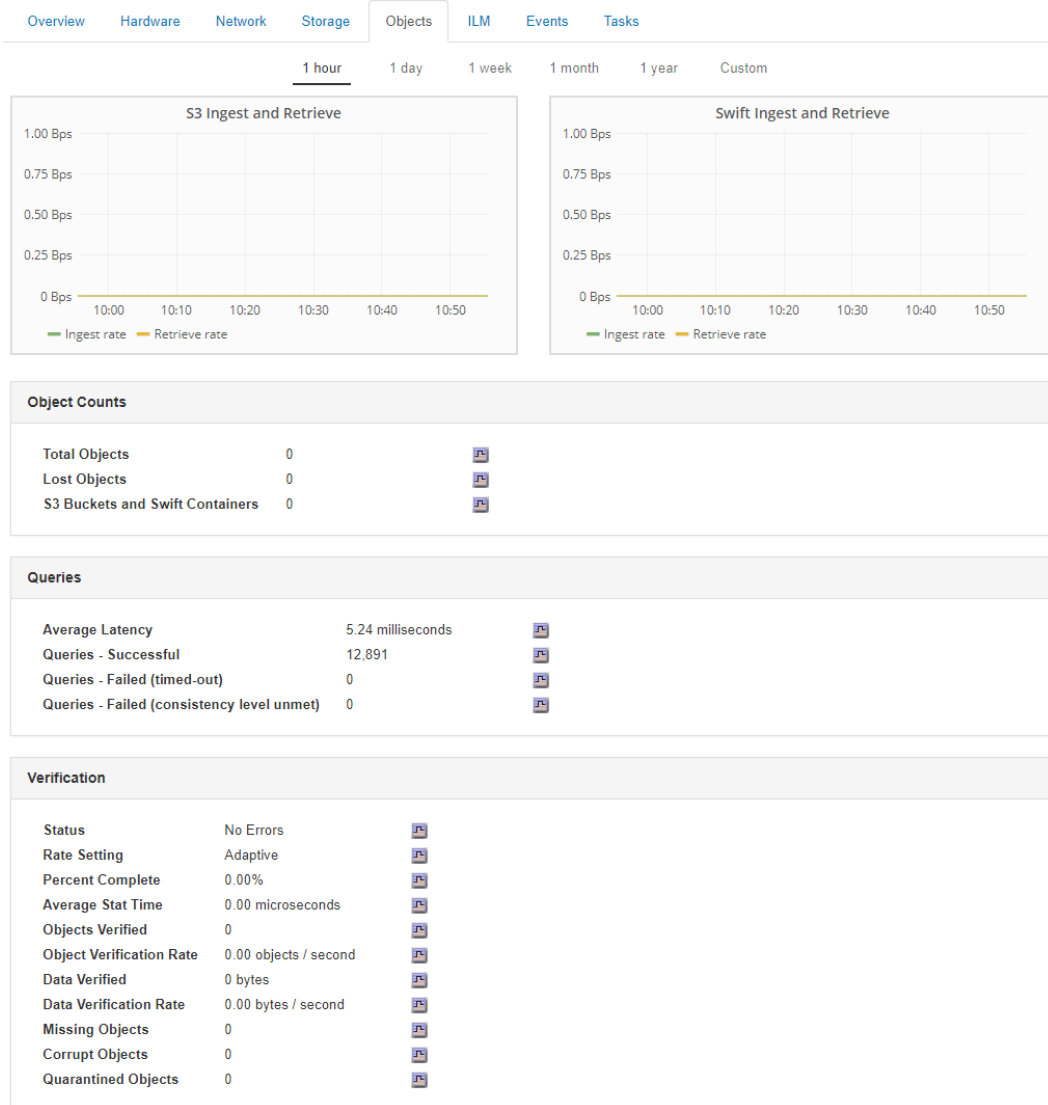 Overview Hardware Network Storage Objects ILM Events Tasks
1 hour 1 day 1 week 1 month 1 year Custom
S3 Ingest and Retrieve
1.00 Bps
0.75 Bps
0.50 Bps
0.25 Bps
0 Bps
10:00 10:10 10:20 10:30 10:40 10:50
Ingest rate Retrieve rate
Swift Ingest and Retrieve
1.00 Bps
0.75 Bps
0.50 Bps
0.25 Bps
0 Bps
10:00 10:10 10:20 10:30 10:40 10:50
Ingest rate Retrieve rate
Object Counts
Total Objects 0
Lost Objects 0
S3 Buckets and Swift Containers 0
Queries
Average Latency 5.24 milliseconds
Queries - Successful 12,891
Queries - Failed (timed-out) 0
Queries - Failed (consistency level unmet) 0
Verification
Status No Errors
Rate Setting Adaptive
Percent Complete 0.00%
Average Stat Time 0.00 microseconds
Objects Verified 0
Object Verification Rate 0.00 objects / second
Data Verified 0 bytes
Data Verification Rate 0.00 bytes / second
Missing Objects 0
Corrupt Objects 0
Quarantined Objects 0